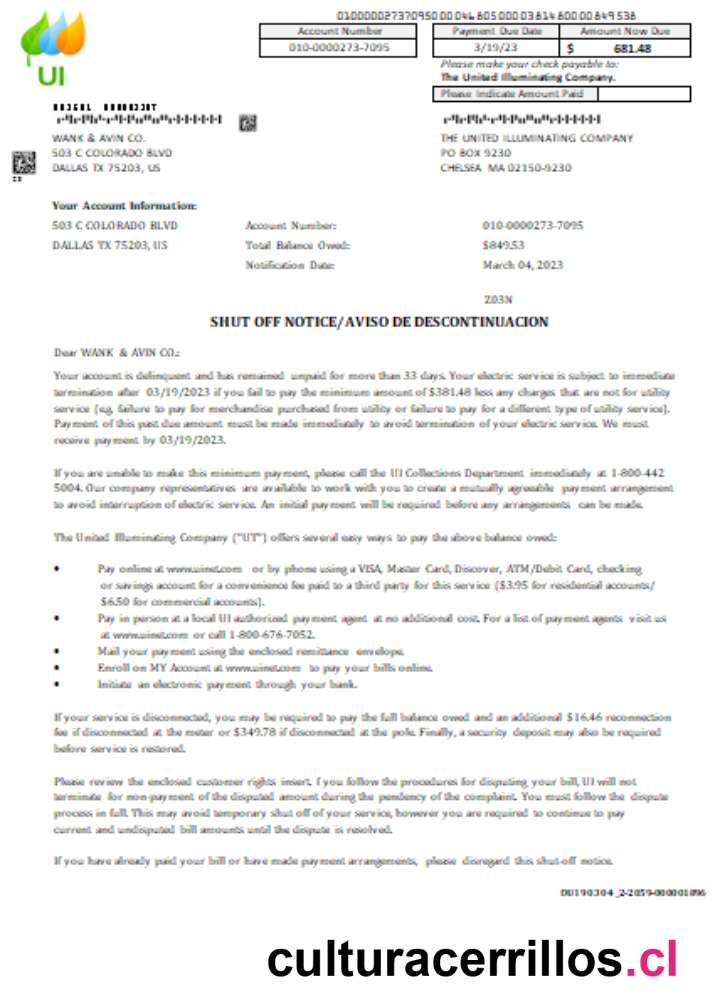 01000002737095000046805000038148000084 9538
Account Number
Payment Due Date
Amount Now Due
010-0000273-7095
3/19/23
$ 681.48
Please make your check payable to:
The United Illuminating Company.
Please Indicate Amount Paid
UI
WANK & AVIN CO.
503 C COLORADO BLVD
DALLAS TX 75203, US
THE UNITED ILLUMINATING COMPANY
PO BOX 9230
CHELSEA MA 02150-9230
Your Account Information:
503 C COLORADO BLVD
Account Number:
010-0000273-7095
DALLAS TX 75203, US
Total Balance Owed:
$849.53
Notification Date:
March 04, 2023
Z03N
SHUT OFF NOTICE/AVISO DE DESCONTINUACION
Dear WANK & AVIN CO.:
Your account is delinquent and has remained unpaid for more than 33 days. Your electric service is subject to immediate
termination after 03/19/2023 if you fail to pay the minimum amount of $381.48 less any charges that are not for utility
service (e.g. failure to pay for merchandise purchased from utility or failure to pay for a different type of utility service).
Payment of this past due amount must be made immediately to avoid termination of your electric service. We must
receive payment by 03/19/2023.
If you are unable to make this minimum payment, please call the UI Collections Department immediately at 1-800-442
5004. Our company representatives are available to work with you to create a mutually agreeable payment arrangement
to avoid interruption of electric service. An initial payment will be required before any arrangements can be made.
The United Illuminating Company ("UT") offers several easy ways to pay the above balance owed:
• Pay online at www.uinet.com or by phone using a VISA, Master Card, Discover, ATM/Debit Card, checking
or savings account for a convenience fee paid to a third party for this service ($3.95 for residential accounts/
$6.50 for commercial accounts).
• Pay in person at a local UI authorized payment agent at no additional cost. For a list of payment agents visit us
at www.uinet.com or call 1-800-676-7052.
• Mail your payment using the enclosed remittance envelope.
• Enroll on MY Account at www.uinet.com to pay your bills online.
• Initiate an electronic payment through your bank.
If your service is disconnected, you may be required to pay the full balance owed and an additional $16.46 reconnection
fee if disconnected at the meter or $349.78 if disconnected at the pole. Finally, a security deposit may also be required
before service is restored.
Please review the enclosed customer rights insert. f you follow the procedures for disputing your bill, UI will not
terminate for non-payment of the disputed amount during the pendency of the complaint. You must follow the dispute
process in full. This may avoid temporary shut off of your service, however you are required to continue to pay
current and undisputed bill amounts until the dispute is resolved.
If you have already paid your bill or have made payment arrangements, please disregard this shut-off notice.
DU190304_2-2059-000001896
culturacerrillos.cl